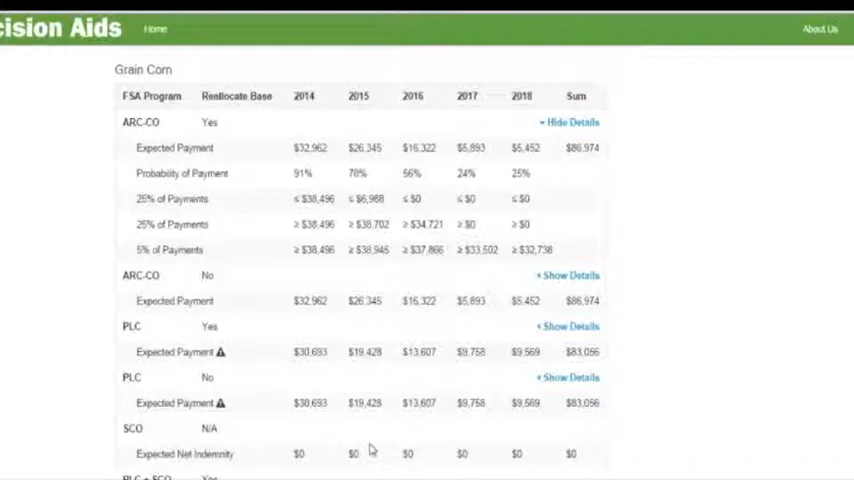 cision Aids Home About Us
Grain Corn
FSA Program Reallocate Base 2014 2015 2016 2017 2018 Sum
ARC-CO Yes Hide Details
Expected Payment $32,962 $26,345 $16,322 $5,893 $5,452 $86,974
Probability of Payment 91% 78% 56% 24% 25%
25% of Payments ≤ $38,496 ≤ $6,988 ≤ $0 ≤ $0 ≤ $0
25% of Payments ≥ $38,496 ≥ $38,702 ≥ $34,721 ≥ $0 ≥ $0
5% of Payments ≥ $38,496 ≥ $38,945 ≥ $37,866 ≥ $33,502 ≥ $32,738
ARC-CO No Show Details
Expected Payment $32,962 $26,345 $16,322 $5,893 $5,452 $86,974
PLC Yes Show Details
Expected Payment $30,693 $19,428 $13,607 $9,758 $9,569 $83,056
PLC No Show Details
Expected Payment $30,693 $19,428 $13,607 $9,758 $9,569 $83,056
SCO N/A
Expected Net Indemnity $0 $0 $0 $0 $0 $0
PLC + SCO Yes